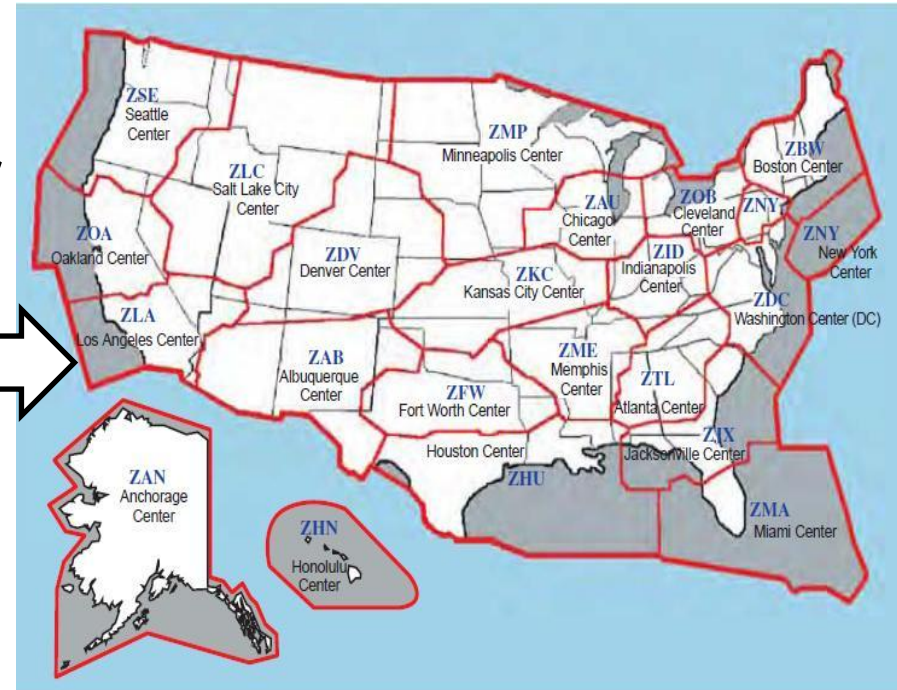 ZSE
Seattle
Center
ZMP
Minneapolis Center
ZBW
Boston Center
ZLC
Salt Lake City
Center
ZAU
Chicago
Center
ZOB
Cleveland
Center
ZNY
ZOA
Oakland Center
ZNY
New York
Center
ZDV
Denver Center
ZID
Indianapolis
Center
ZKC
Kansas City Center
ZDC
Washington Center (DC)
ZLA
Los Angeles Center
ZAB
Albuquerque
Center
ZME
Memphis
Center
ZTL
Atlanta Center
ZFW
Fort Worth Center
ZJX
Jacksonville Center
Houston Center
ZHU
ZAN
Anchorage
Center
ZMA
Miami Center
ZHN
Honolulu
Center